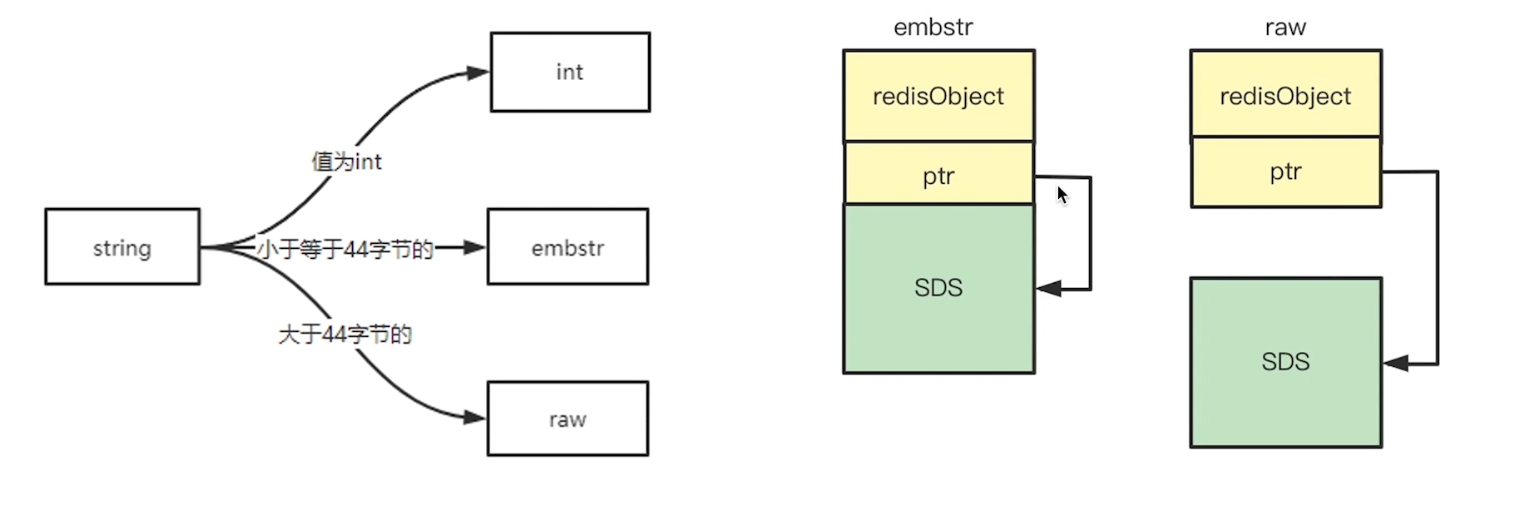 string
值为int
小于等于44字节的
大于44字节的
int
embstr
raw
embstr
redisObject
ptr
SDS
raw
redisObject
ptr
SDS